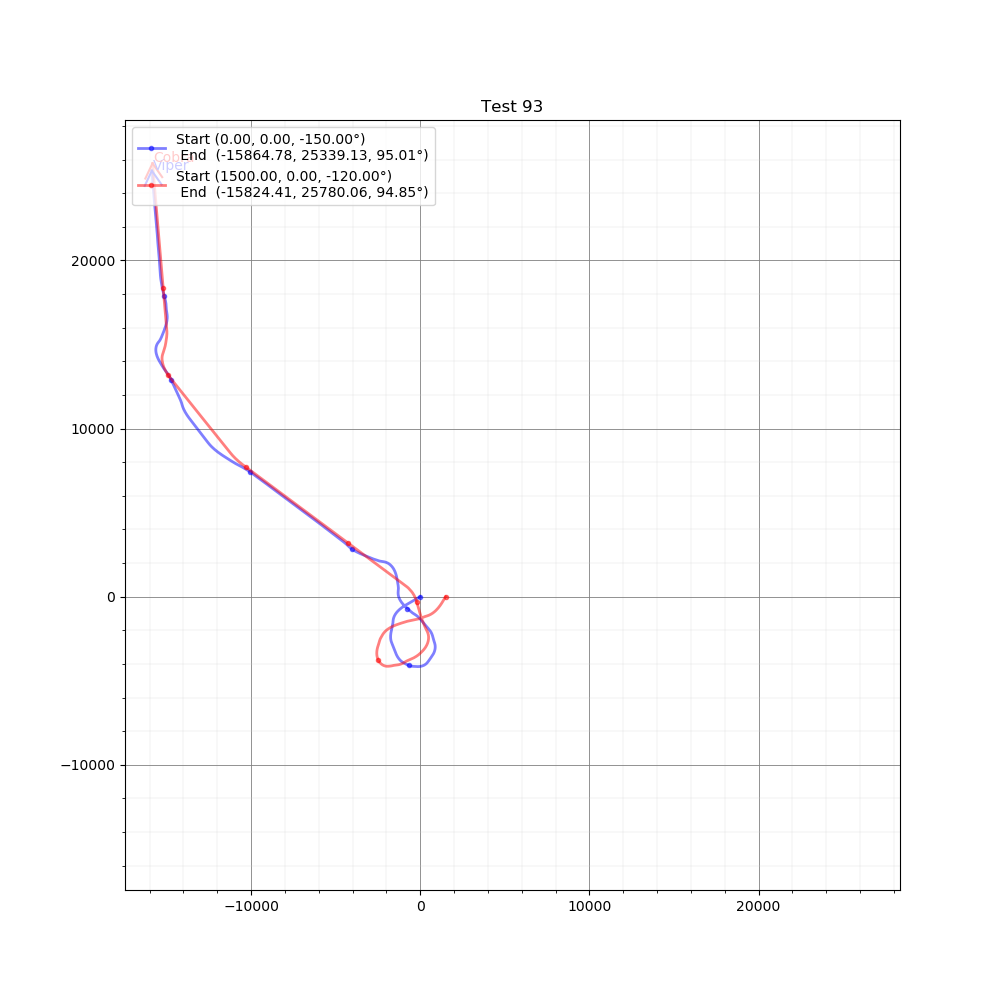 Test 93
Start (0.00, 0.00, -150.00°)
End (-15864.78, 25339.13, 95.01°)
Start (1500.00, 0.00, -120.00°)
End (-15824.41, 25780.06, 94.85°)
Cobra
Viper
20000
10000
0
−10000
−10000
0
10000
20000